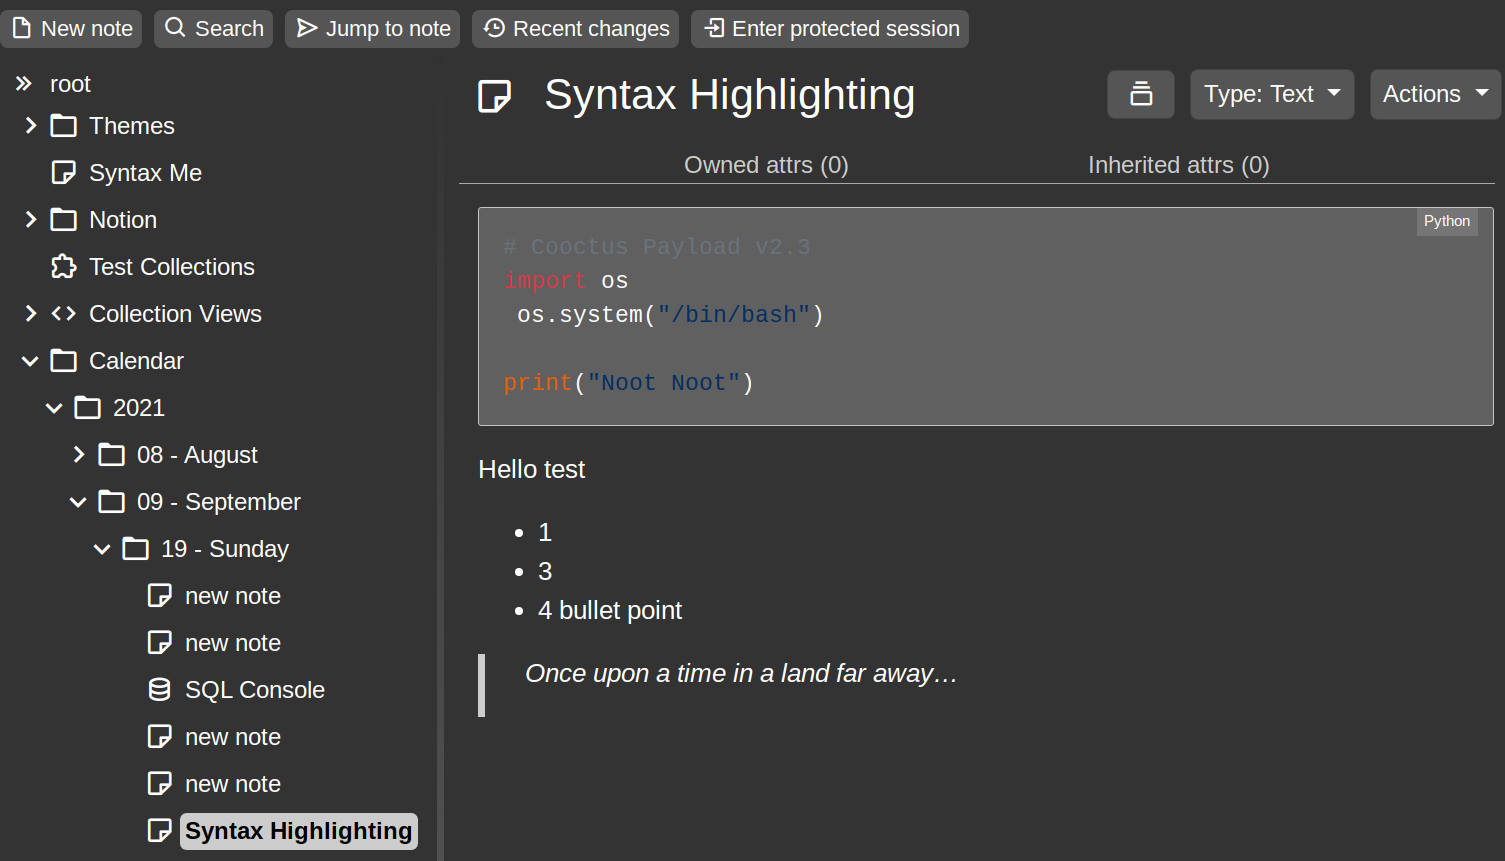 New note Search Jump to note Recent changes Enter protected session
root
Themes
Syntax Me
Notion
Test Collections
Collection Views
Calendar
2021
08 - August
09 - September
19 - Sunday
new note
new note
SQL Console
new note
new note
Syntax Highlighting
Syntax Highlighting
Type: Text Actions
Owned attrs (0) Inherited attrs (0)
Python
# Cooctus Payload v2.3
import os
 os.system("/bin/bash")
print("Noot Noot")
Hello test
• 1
• 3
• 4 bullet point
Once upon a time in a land far away…